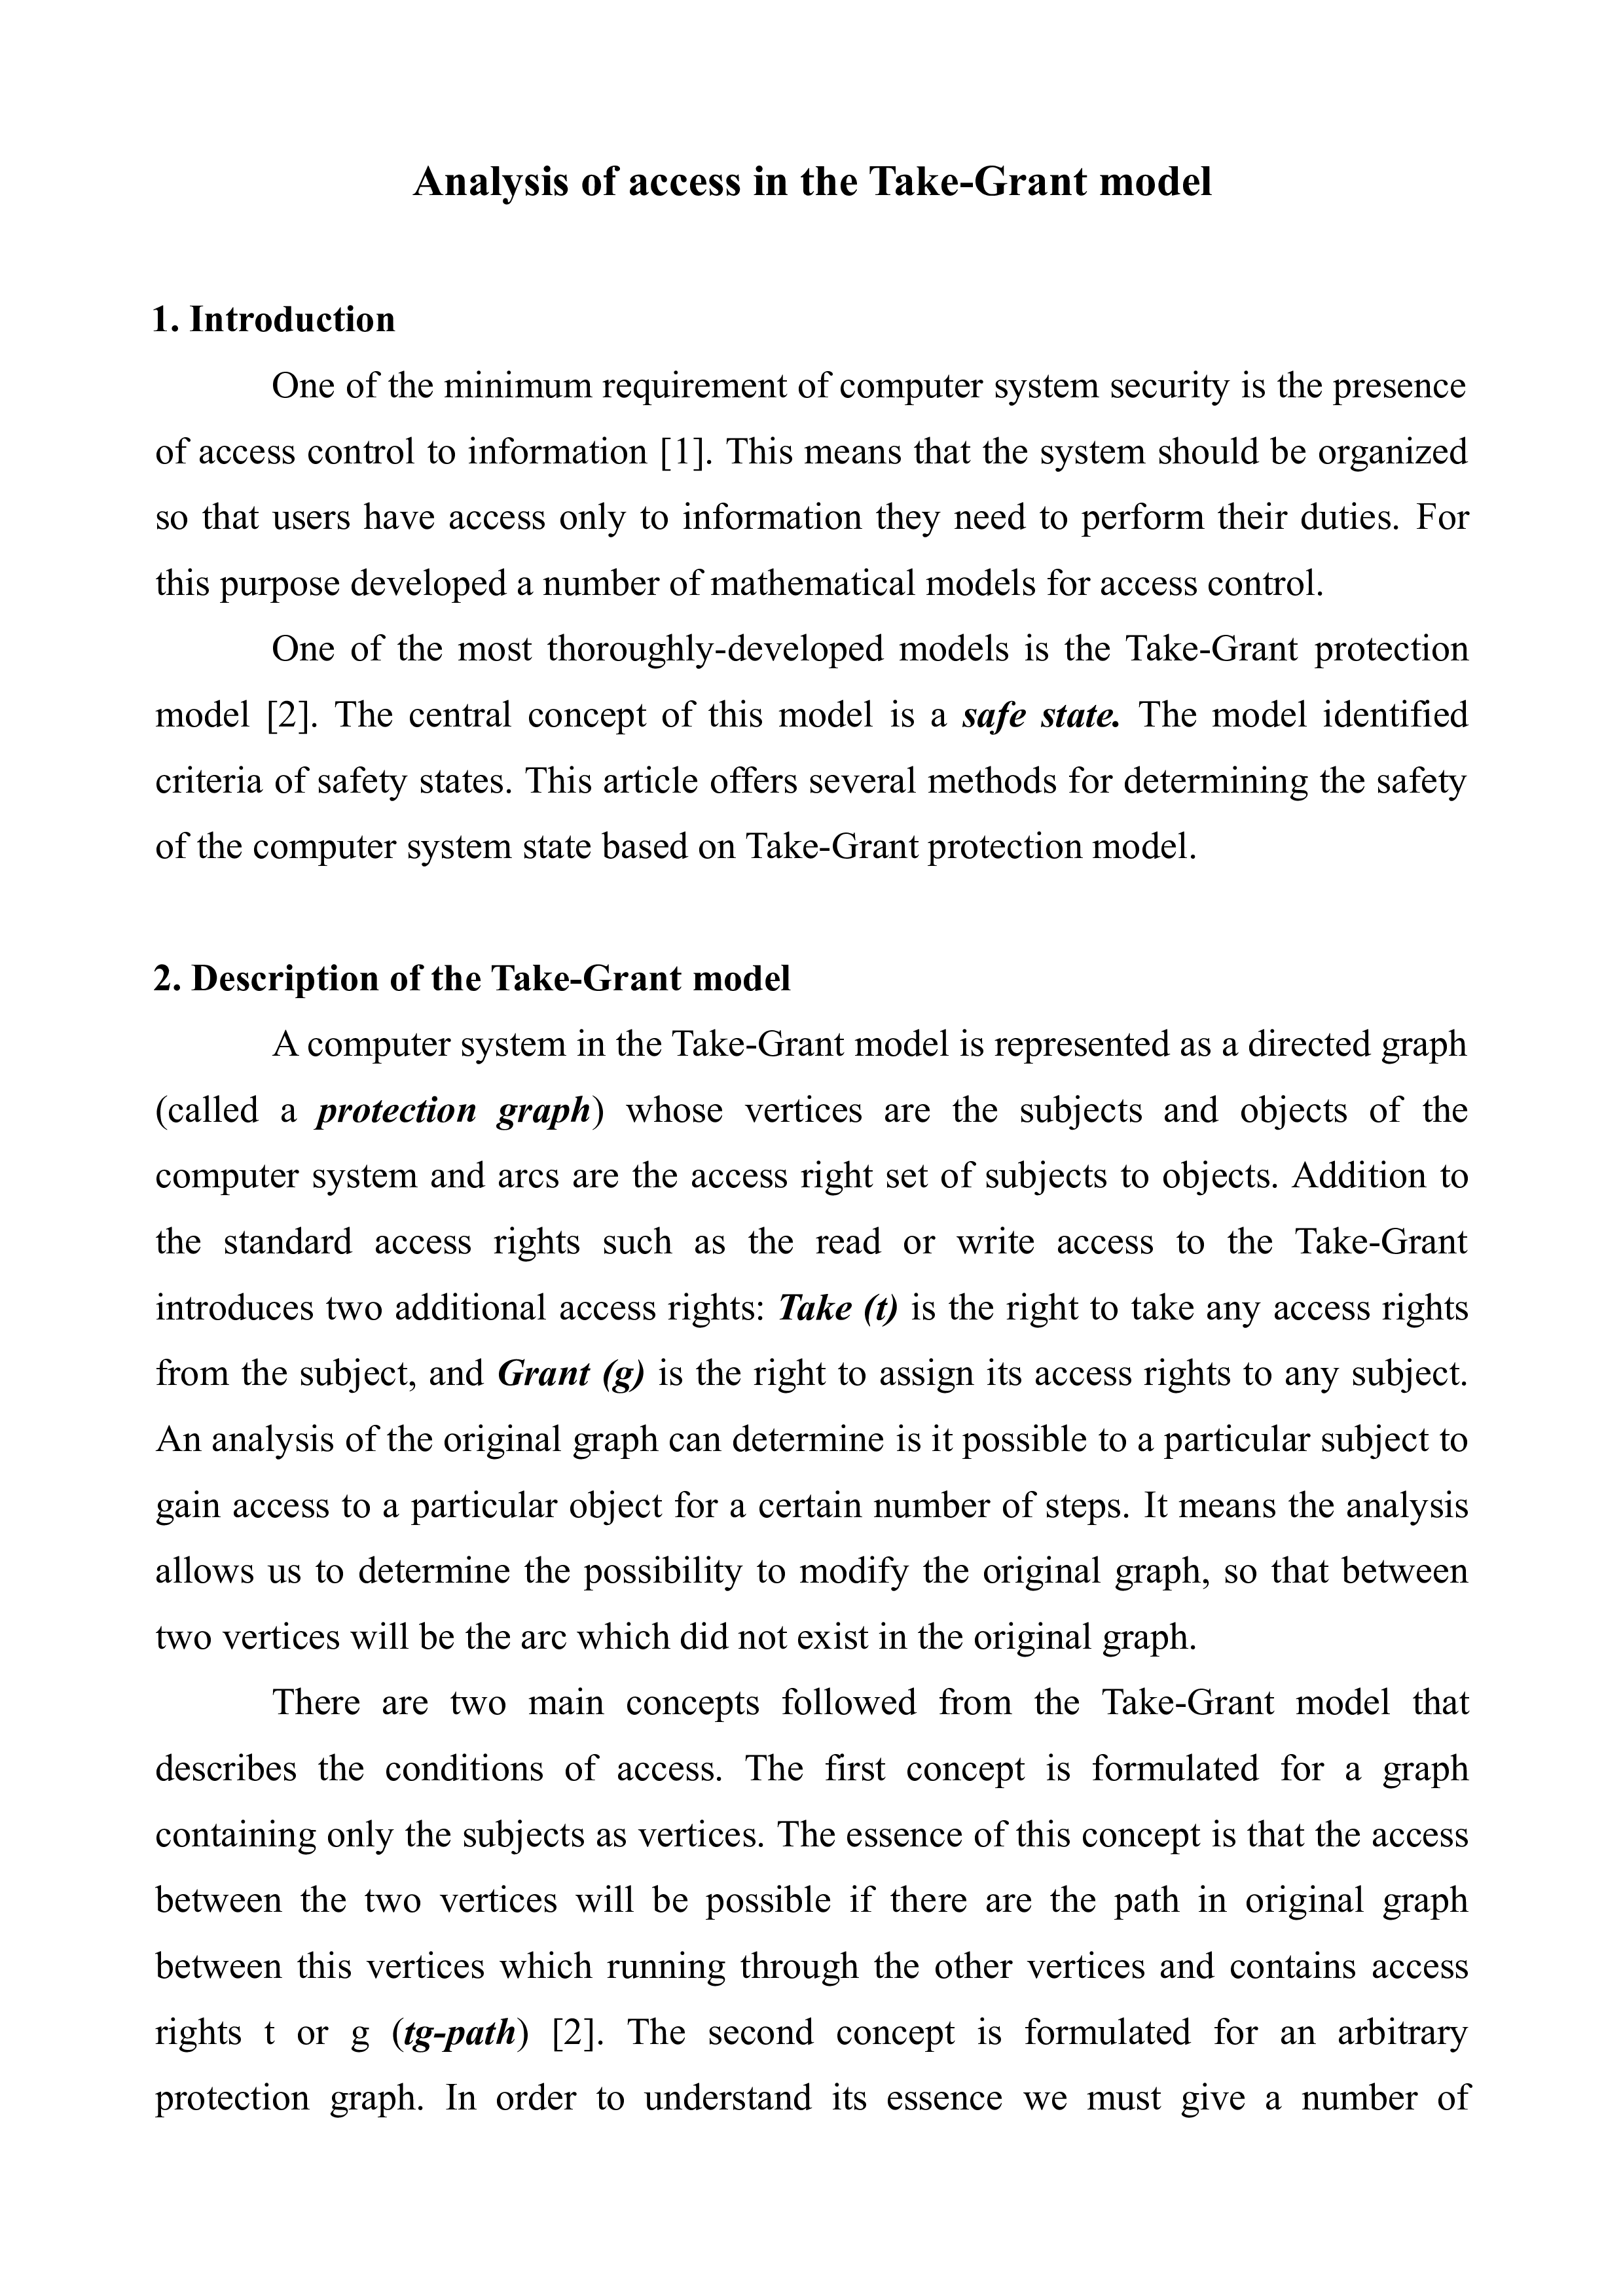 Analysis of access in the Take-Grant model
1. Introduction
One of the minimum requirement of computer system security is the presence
of access control to information [1]. This means that the system should be organized
so that users have access only to information they need to perform their duties. For
this purpose developed a number of mathematical models for access control.
One of the most thoroughly-developed models is the Take-Grant protection
model [2]. The central concept of this model is a safe state. The model identified
criteria of safety states. This article offers several methods for determining the safety
of the computer system state based on Take-Grant protection model.
2. Description of the Take-Grant model
A computer system in the Take-Grant model is represented as a directed graph
(called a protection graph) whose vertices are the subjects and objects of the
computer system and arcs are the access right set of subjects to objects. Addition to
the standard access rights such as the read or write access to the Take-Grant
introduces two additional access rights: Take (t) is the right to take any access rights
from the subject, and Grant (g) is the right to assign its access rights to any subject.
An analysis of the original graph can determine is it possible to a particular subject to
gain access to a particular object for a certain number of steps. It means the analysis
allows us to determine the possibility to modify the original graph, so that between
two vertices will be the arc which did not exist in the original graph.
There are two main concepts followed from the Take-Grant model that
describes the conditions of access. The first concept is formulated for a graph
containing only the subjects as vertices. The essence of this concept is that the access
between the two vertices will be possible if there are the path in original graph
between this vertices which running through the other vertices and contains access
rights t or g (tg-path) [2]. The second concept is formulated for an arbitrary
protection graph. In order to understand its essence we must give a number of